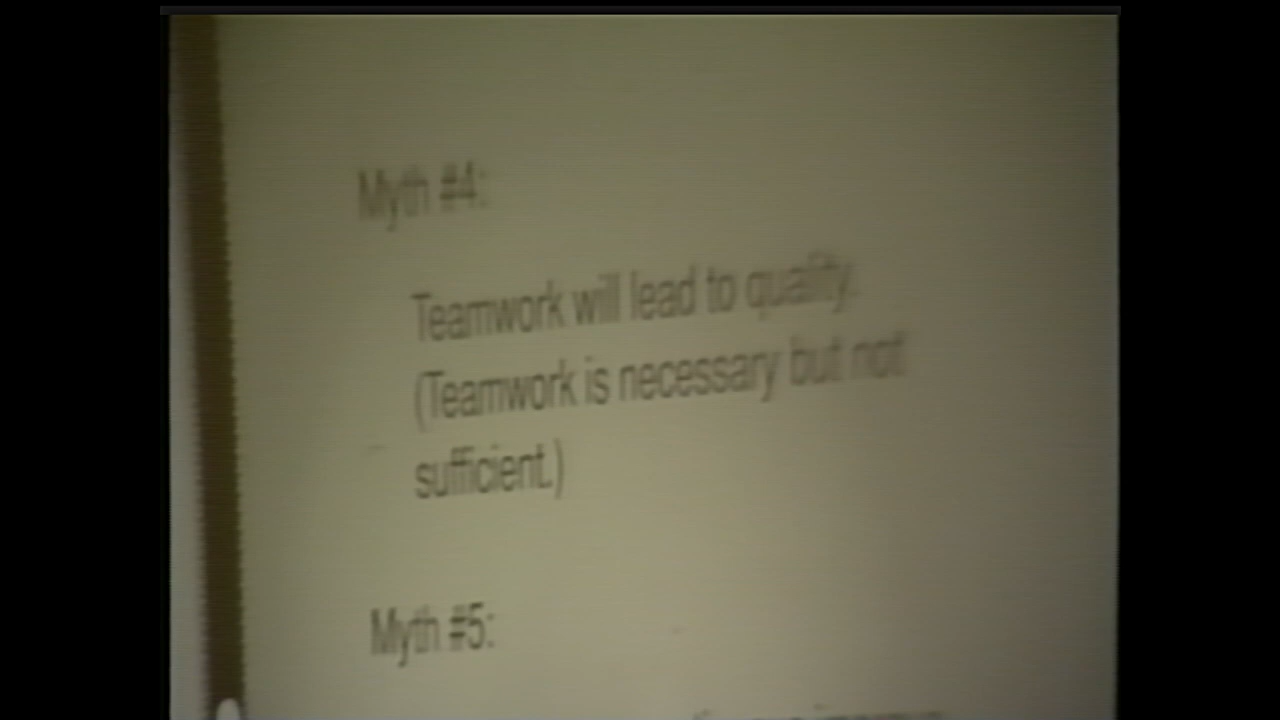 Myth #4:
Teamwork will lead to quality.
(Teamwork is necessary but not
sufficient.)
Myth #5: